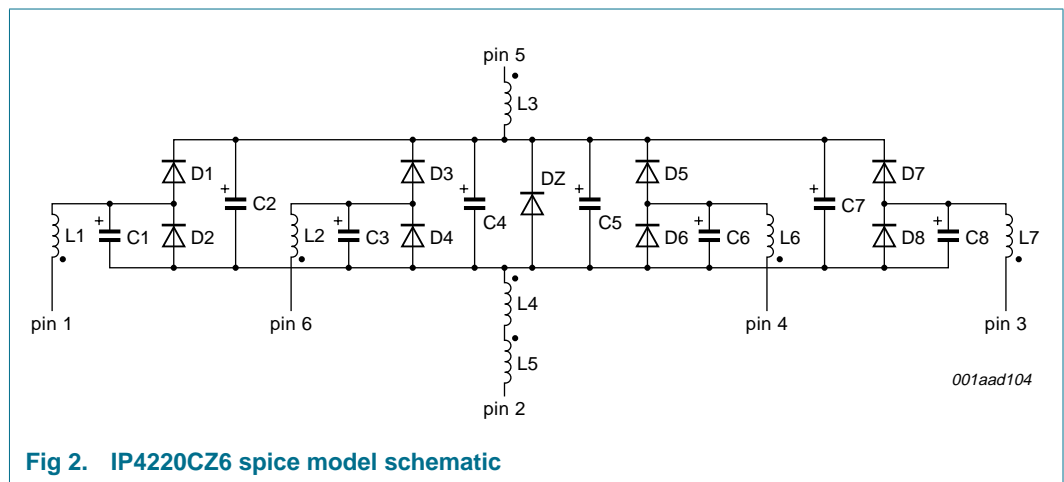 pin 5
L3
D1
C2
D3
C4
DZ
C5
D5
C7
D7
L1
C1
D2
L2
C3
D4
D6
C6
L6
D8
C8
L7
+
+
+
+
+
+
+
+
pin 1
pin 6
L4
L5
pin 4
pin 3
pin 2
001aad104
Fig 2. IP4220CZ6 spice model schematic